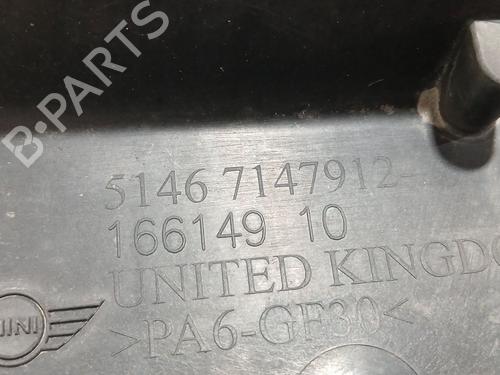 B-PARTS
5146 7147912
166149 10
UNITED KINGDO
MINI
>PA6-GF30<